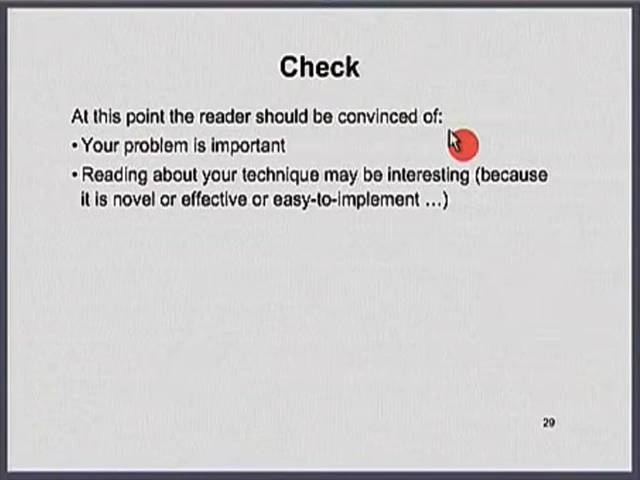 Check
At this point the reader should be convinced of:
• Your problem is important
• Reading about your technique may be interesting (because
it is novel or effective or easy-to-implement ...)
29